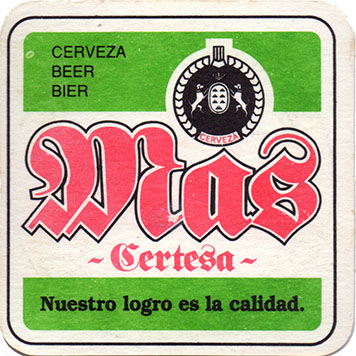 CERVEZA
BEER
BIER
CERVEZA
Mas
- Certesa -
Nuestro logro es la calidad.